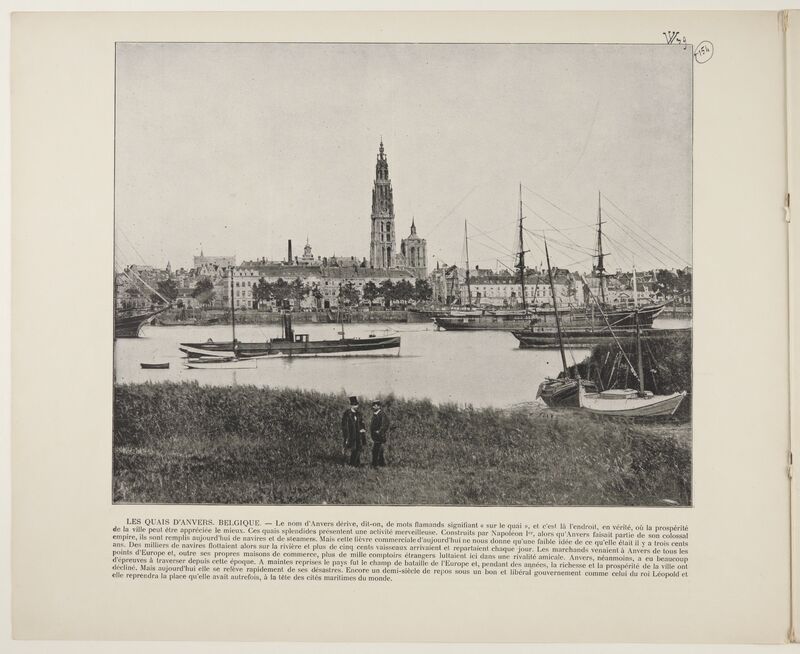 W79
154
LES QUAIS D'ANVERS. BELGIQUE. — Le nom d'Anvers dérive, dit-on, de mots flamands signifiant « sur le quai », et c'est là l'endroit, en vérité, où la prospérité
de la ville peut être appréciée le mieux. Ces quais splendides présentent une activité merveilleuse. Construits par Napoléon Ier, alors qu'Anvers faisait partie de son colossal
empire, ils sont remplis aujourd'hui de navires et de steamers. Mais cette fièvre commerciale d'aujourd'hui ne nous donne qu'une faible idée de ce qu'elle était il y a trois cents
ans. Des milliers de navires flottaient alors sur la rivière et plus de cinq cents vaisseaux arrivaient et repartaient chaque jour. Les marchands venaient à Anvers de tous les
points d'Europe et, outre ses propres maisons de commerce, plus de mille comptoirs étrangers luttaient ici dans une rivalité amicale. Anvers, néanmoins, a eu beaucoup
d'épreuves à traverser depuis cette époque. A maintes reprises le pays fut le champ de bataille de l'Europe et, pendant des années, la richesse et la prospérité de la ville ont
décliné. Mais aujourd'hui elle se relève rapidement de ses désastres. Encore un demi-siècle de repos sous un bon et libéral gouvernement comme celui du roi Léopold et
elle reprendra la place qu'elle avait autrefois, à la tête des cités maritimes du monde.